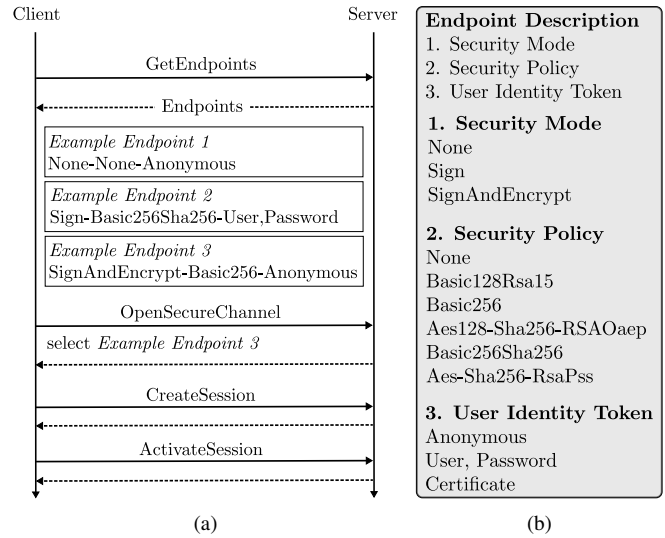 Client
Server
GetEndpoints
Endpoints
Example Endpoint 1
None-None-Anonymous
Example Endpoint 2
Sign-Basic256Sha256-User,Password
Example Endpoint 3
SignAndEncrypt-Basic256-Anonymous
OpenSecureChannel
select Example Endpoint 3
CreateSession
ActivateSession
(a)
Endpoint Description
1. Security Mode
2. Security Policy
3. User Identity Token
1. Security Mode
None
Sign
SignAndEncrypt
2. Security Policy
None
Basic128Rsa15
Basic256
Aes128-Sha256-RSAOaep
Basic256Sha256
Aes-Sha256-RsaPss
3. User Identity Token
Anonymous
User, Password
Certificate
(b)